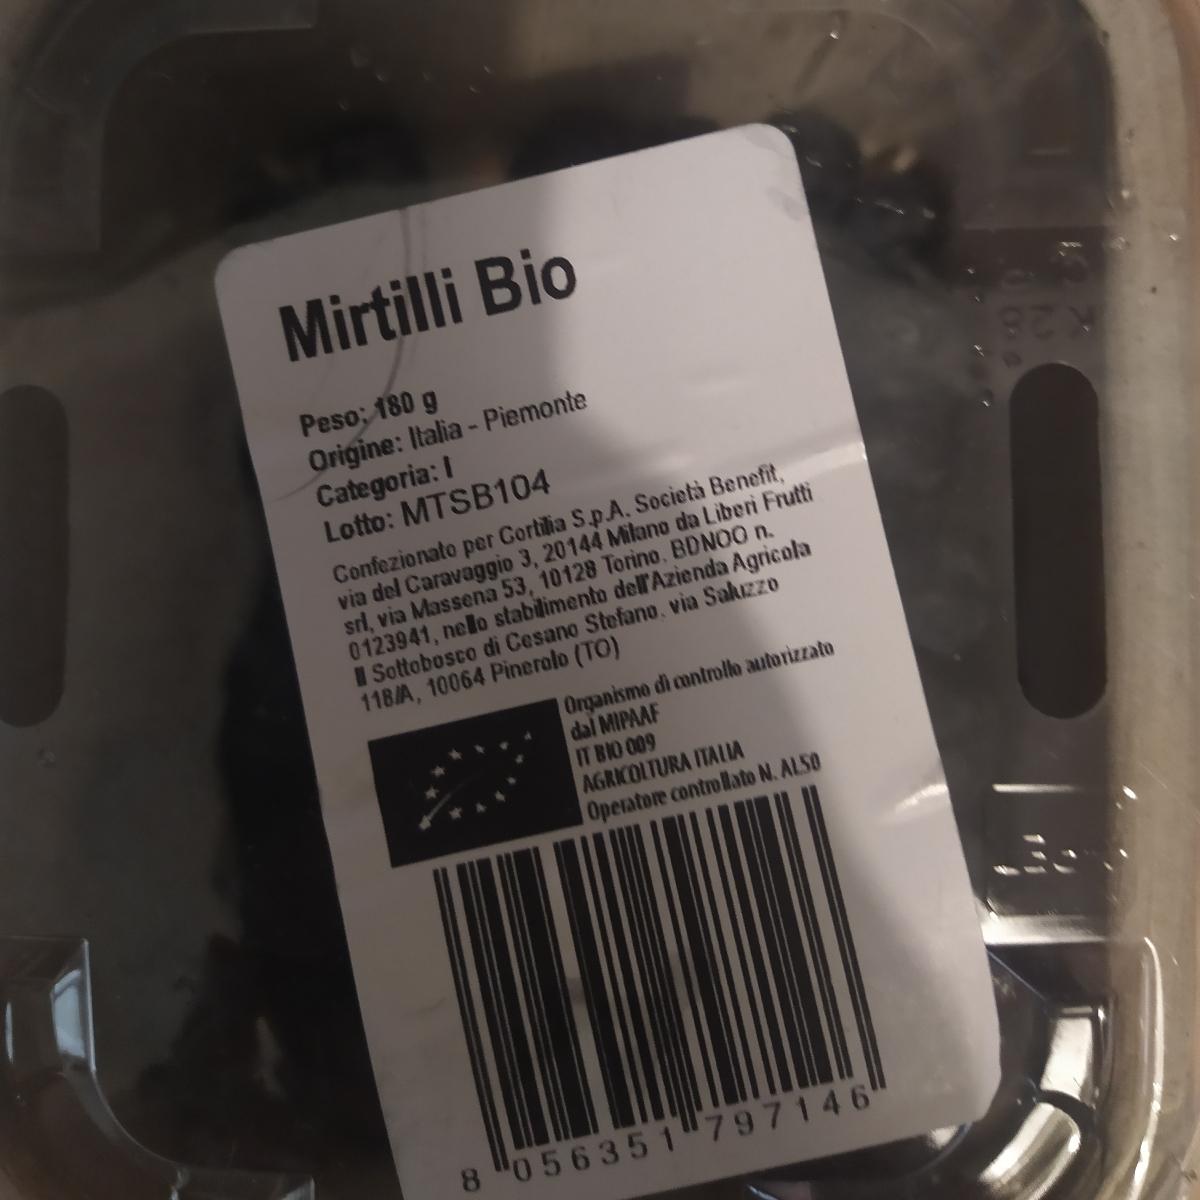 Mirtilli Bio
Peso: 180 g
Origine: Italia - Piemonte
Categoria: I
Lotto: MTSB104
Confezionato per Cortilia S.p.A. Società Benefit,
via del Caravaggio 3, 20144 Milano da Liberi Frutti
srl, via Massena 53, 10128 Torino. BDNOO n.
0123941, nello stabilimento dell'Azienda Agricola
Il Sottobosco di Cesano Stefano, via Saluzzo
118/A, 10064 Pinerolo (TO)
Organismo di controllo autorizzato
dal MIPAAF
IT BIO 009
AGRICOLTURA ITALIA
Operatore controllato N. AL50
8 056351 797146